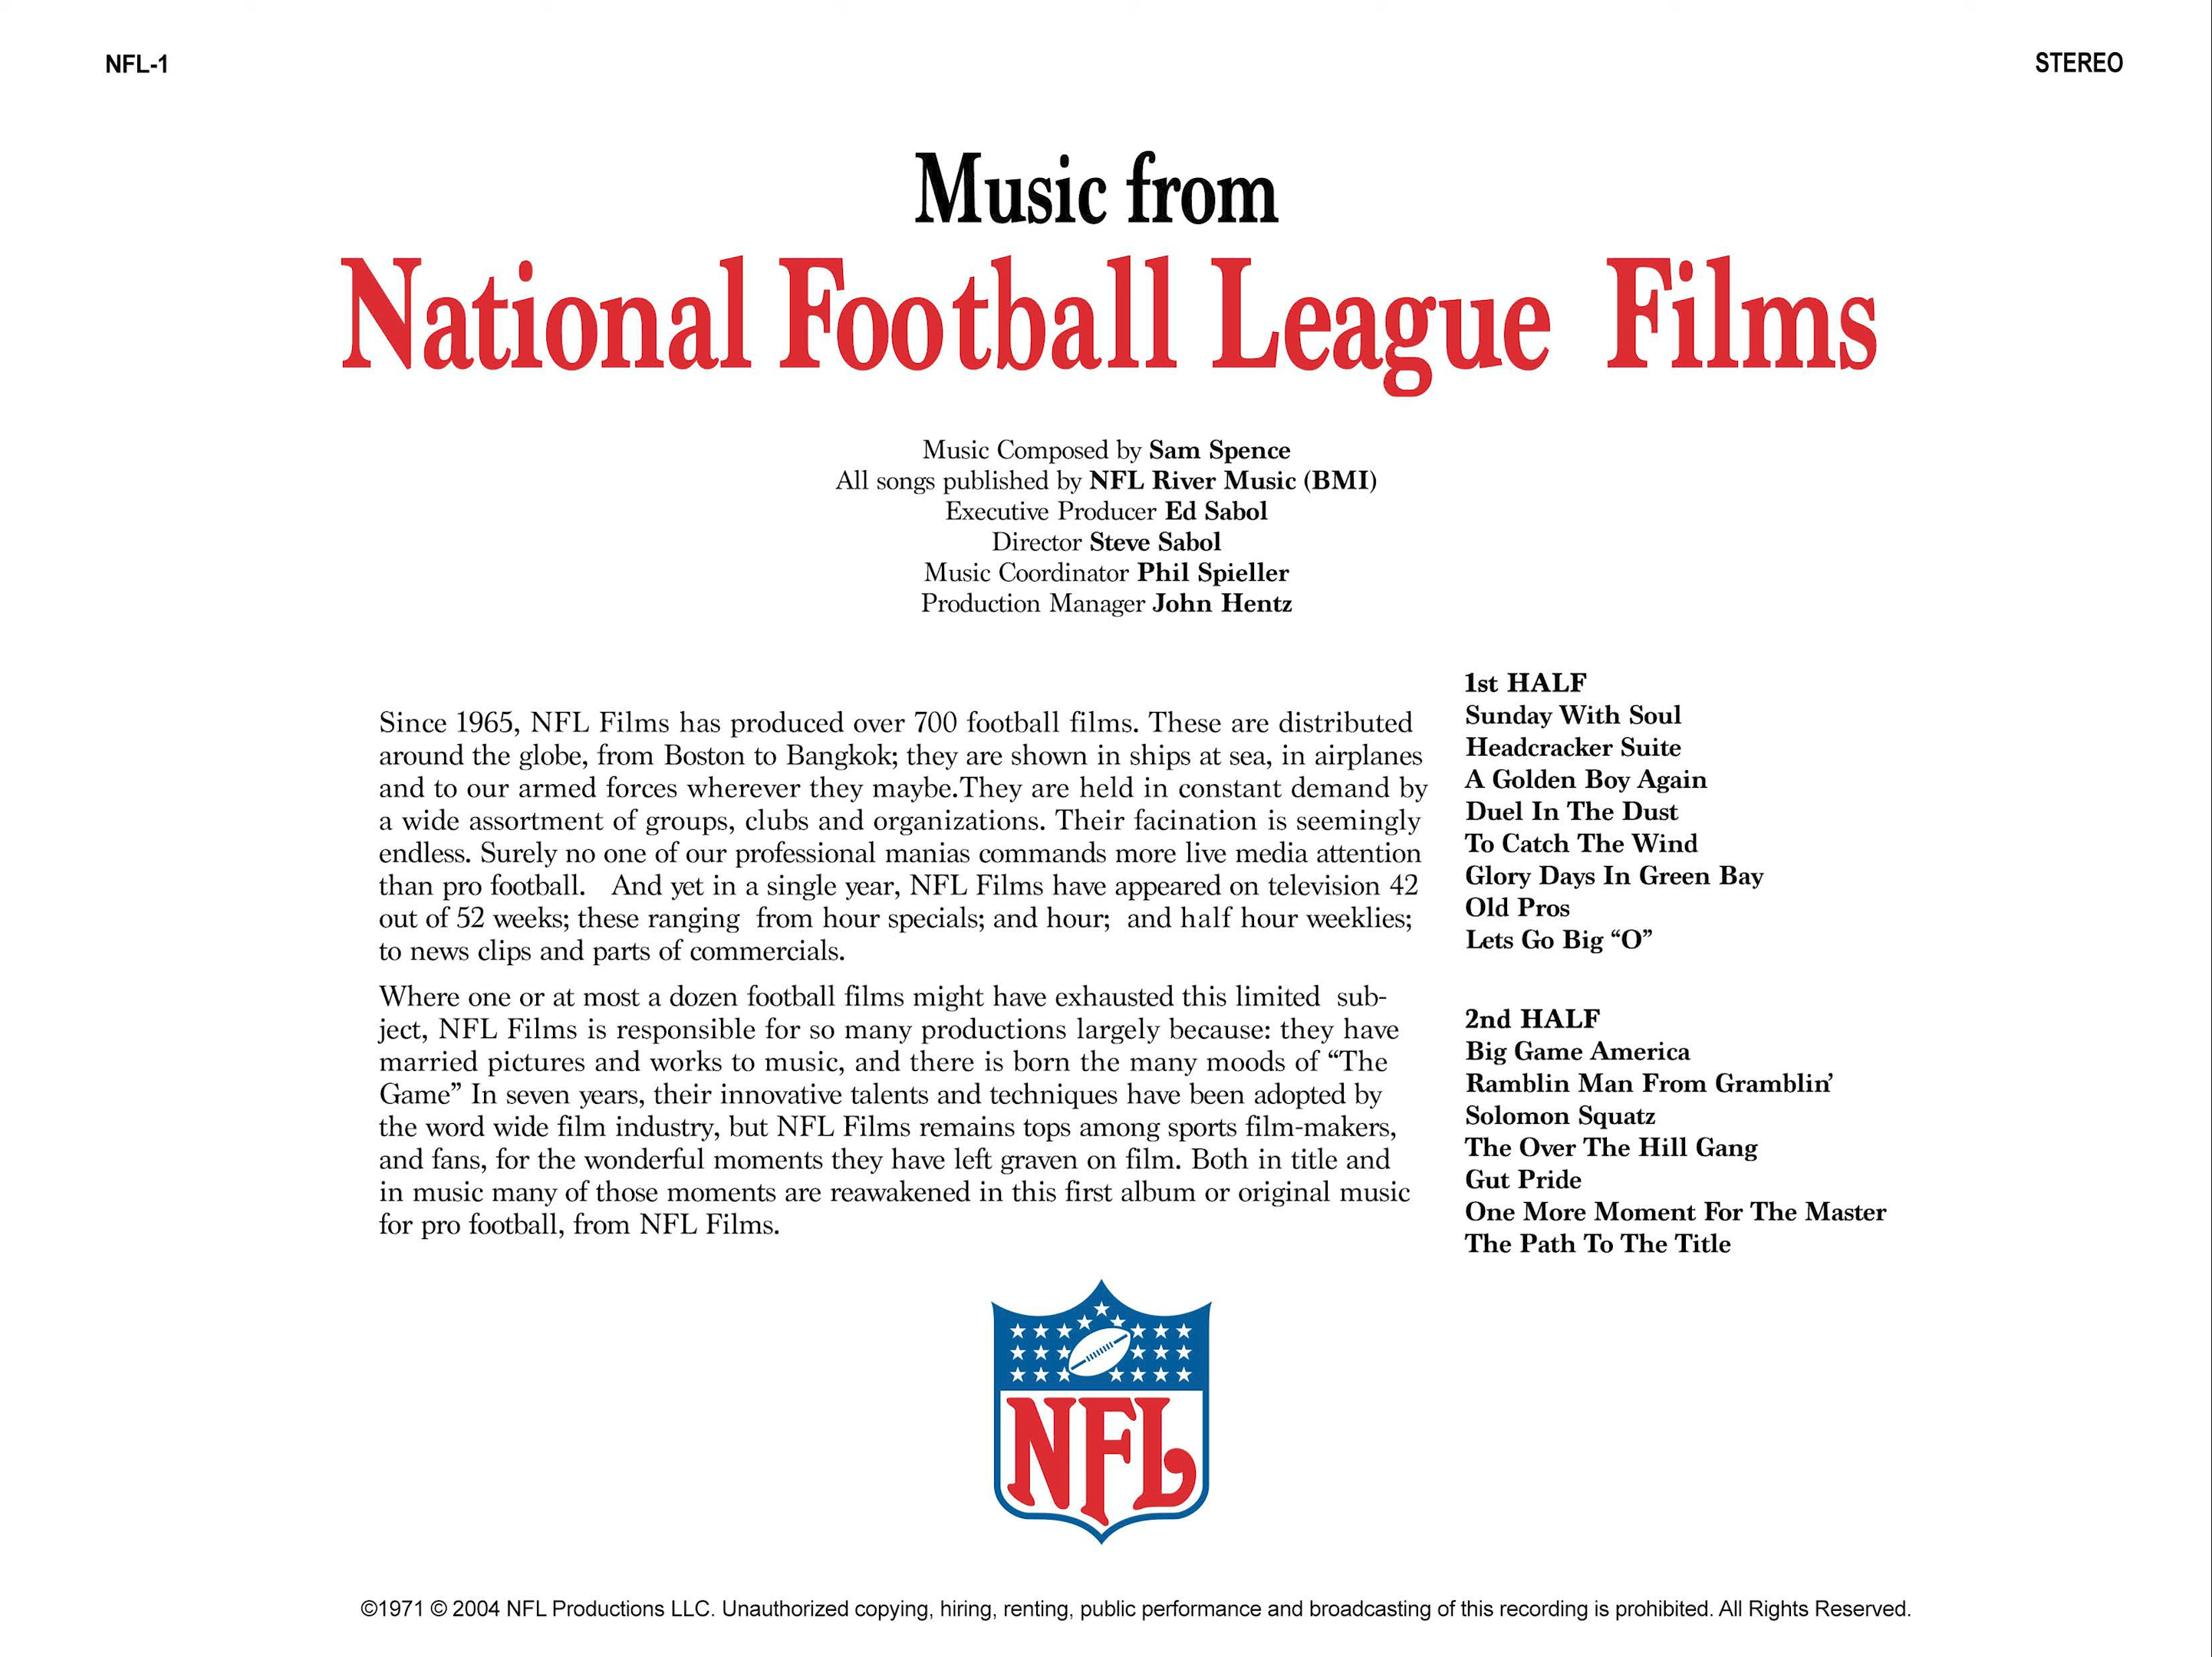 NFL-1
STEREO
Music from
National Football League Films
Music Composed by Sam Spence
All songs published by NFL River Music (BMI)
Executive Producer Ed Sabol
Director Steve Sabol
Music Coordinator Phil Spieller
Production Manager John Hentz
Since 1965, NFL Films has produced over 700 football films. These are distributed
around the globe, from Boston to Bangkok; they are shown in ships at sea, in airplanes
and to our armed forces wherever they maybe.They are held in constant demand by
a wide assortment of groups, clubs and organizations. Their facination is seemingly
endless. Surely no one of our professional manias commands more live media attention
than pro football.   And yet in a single year, NFL Films have appeared on television 42
out of 52 weeks; these ranging  from hour specials; and hour;  and half hour weeklies;
to news clips and parts of commercials.
Where one or at most a dozen football films might have exhausted this limited  sub-
ject, NFL Films is responsible for so many productions largely because: they have
married pictures and works to music, and there is born the many moods of “The
Game” In seven years, their innovative talents and techniques have been adopted by
the word wide film industry, but NFL Films remains tops among sports film-makers,
and fans, for the wonderful moments they have left graven on film. Both in title and
in music many of those moments are reawakened in this first album or original music
for pro football, from NFL Films.
1st HALF
Sunday With Soul
Headcracker Suite
A Golden Boy Again
Duel In The Dust
To Catch The Wind
Glory Days In Green Bay
Old Pros
Lets Go Big “O”
2nd HALF
Big Game America
Ramblin Man From Gramblin’
Solomon Squatz
The Over The Hill Gang
Gut Pride
One More Moment For The Master
The Path To The Title
NFL
©1971 © 2004 NFL Productions LLC. Unauthorized copying, hiring, renting, public performance and broadcasting of this recording is prohibited. All Rights Reserved.